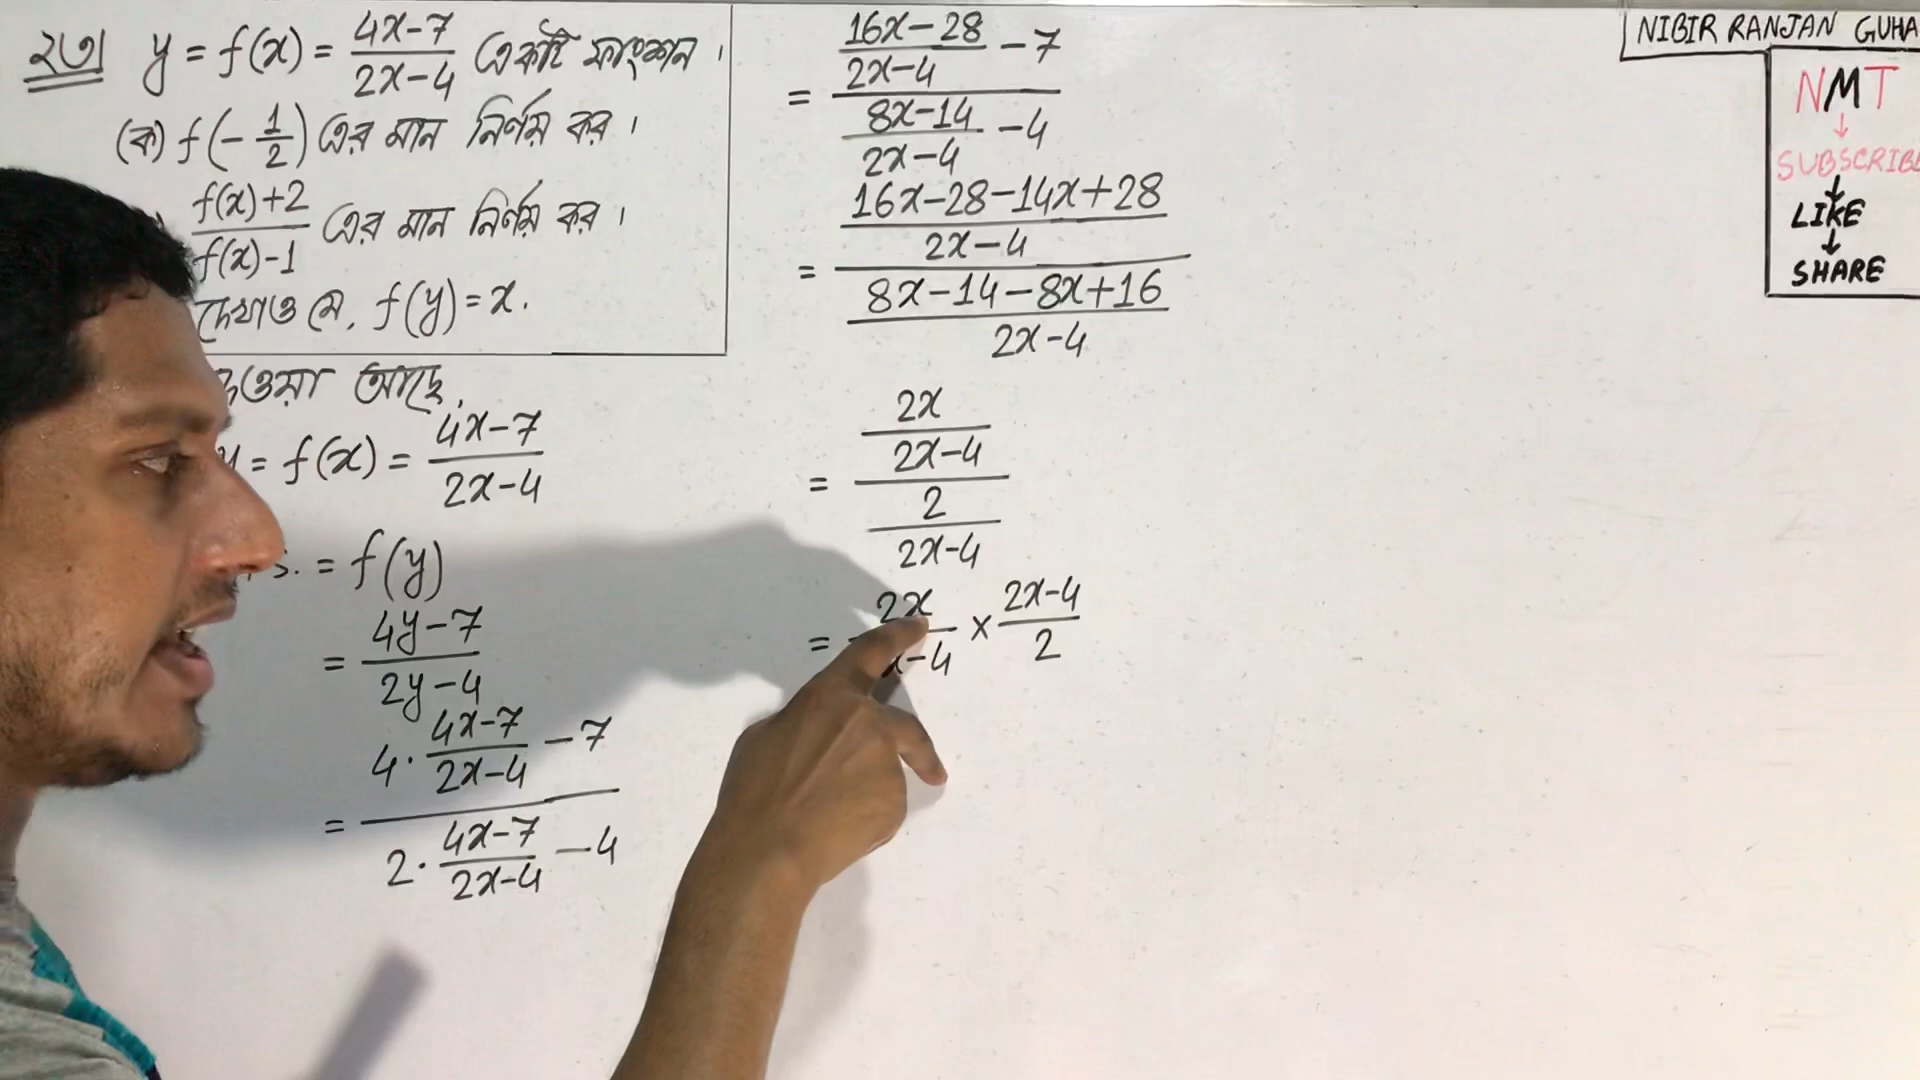 ২৩। y = f(x) = (4x-7)/(2x-4) একটি ফাংশন।
(ক) f(-1/2) এর মান নির্ণয় কর।
(f(x)+2)/(f(x)-1) এর মান নির্ণয় কর।
দেখাও যে, f(y) = x.
দেওয়া আছে,
y = f(x) = (4x-7)/(2x-4)
s. = f(y)
= (4y-7)/(2y-4)
= (4·(4x-7)/(2x-4) -7)/(2·(4x-7)/(2x-4) -4)
= ((16x-28)/(2x-4) -7)/((8x-14)/(2x-4) -4)
= ((16x-28-14x+28)/(2x-4))/((8x-14-8x+16)/(2x-4))
= (2x/(2x-4))/(2/(2x-4))
= 2x/(x-4) × (2x-4)/2
NIBIR RANJAN GUHA
NMT
↓
SUBSCRIBE
↓
LIKE
↓
SHARE